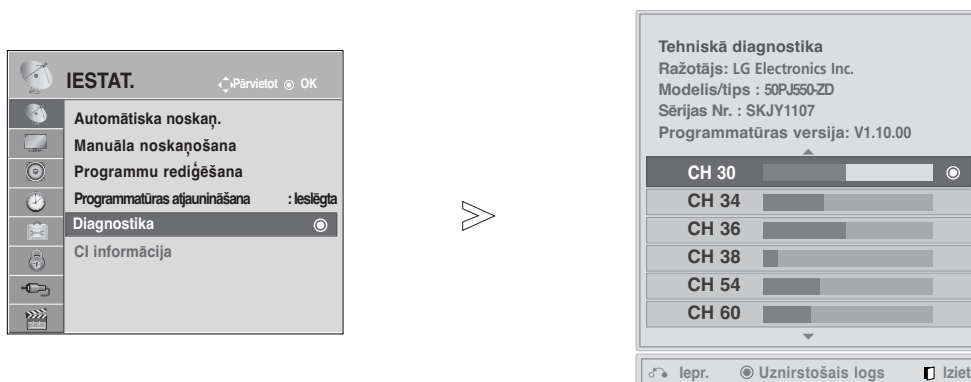 IESTAT.
Pārvietot OK
Automātiska noskaņ.
Manuāla noskaņošana
Programmu rediģēšana
Programmatūras atjaunināšana : Ieslēgta
Diagnostika
CI informācija
Tehniskā diagnostika
Ražotājs: LG Electronics Inc.
Modelis/tips : 50PJ550-ZD
Sērijas Nr. : SKJY1107
Programmatūras versija: V1.10.00
CH 30
CH 34
CH 36
CH 38
CH 54
CH 60
Iepr. Uznirstošais logs Iziet